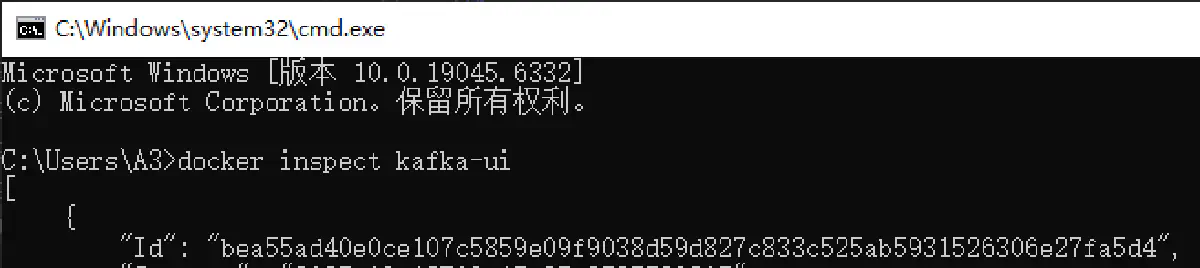 C:\Windows\system32\cmd.exe
Microsoft Windows [版本 10.0.19045.6332]
(c) Microsoft Corporation。保留所有权利。
C:\Users\A3>docker inspect kafka-ui
[
{
"Id": "bea55ad40e0ce107c5859e09f9038d59d827c833c525ab5931526306e27fa5d4",